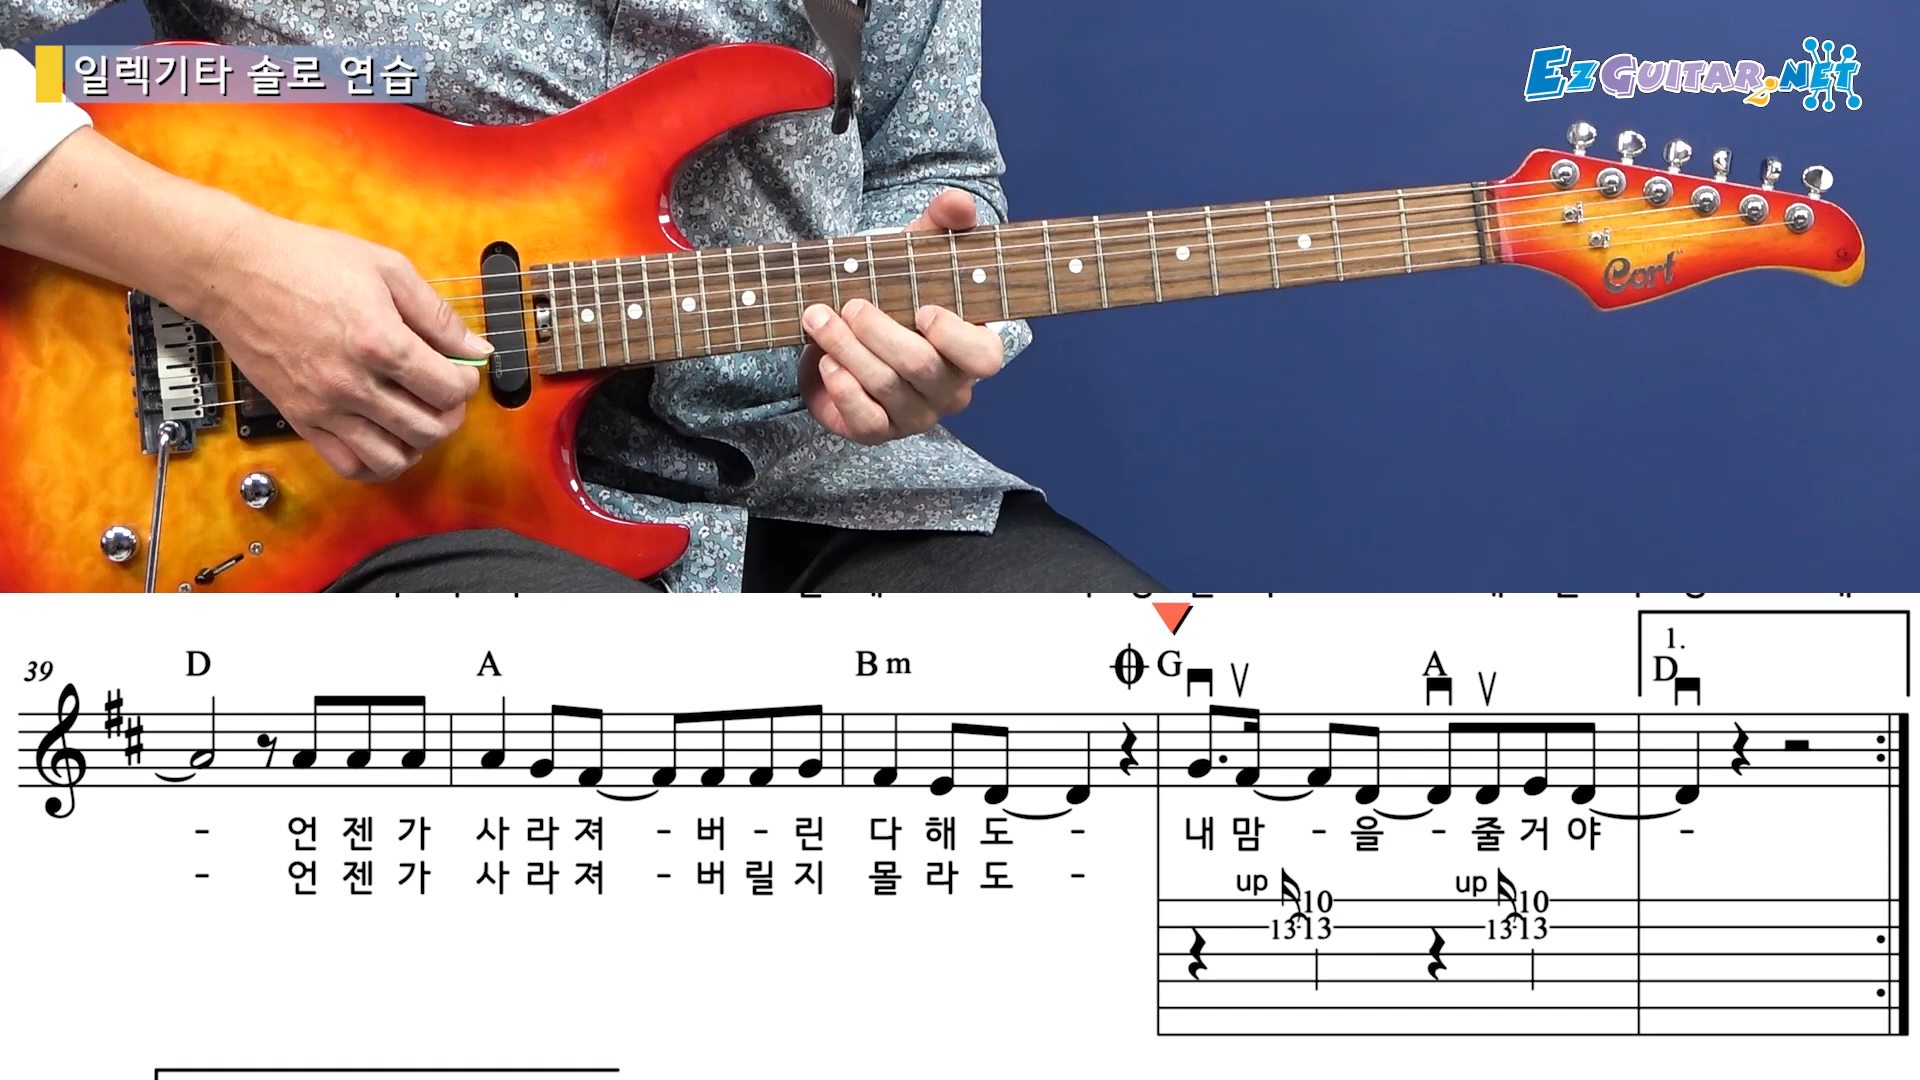 일렉기타 솔로 연습
EZGUITAR.NET
Cort
39 D A Bm G A 1. D
- 언 젠 가 사 라 져 - 버 - 린 다 해 도 - 내 맘 - 을 - 줄 거 야 -
- 언 젠 가 사 라 져 - 버 릴 지 몰 라 도 -
up 10 up 10
13 13 13 13